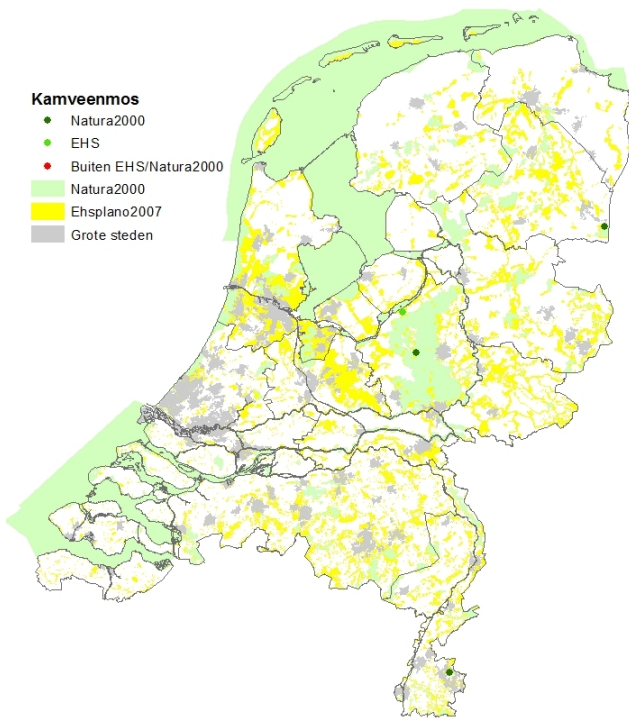 Kamveenmos
Natura2000
EHS
Buiten EHS/Natura2000
Natura2000
Ehsplano2007
Grote steden